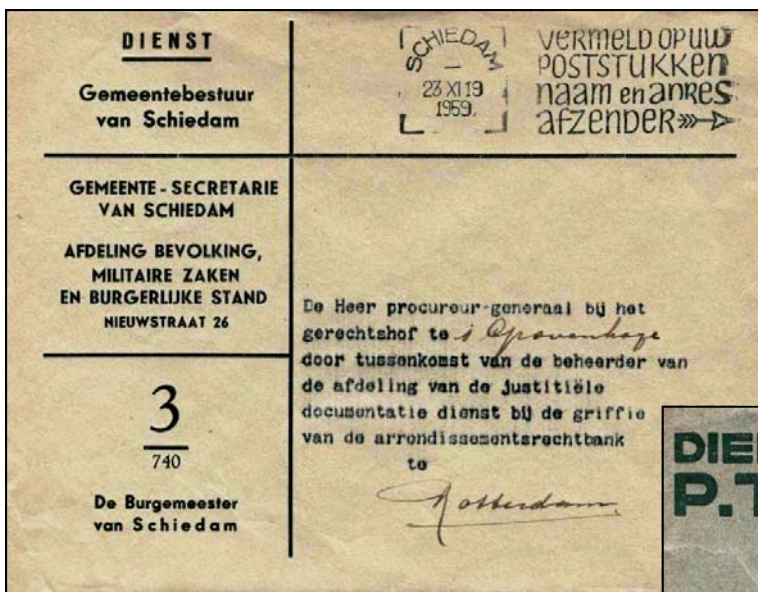 DIENST
Gemeentebestuur
van Schiedam
SCHIEDAM
23 XI 19
1959
VERMELD OP UW
POSTSTUKKEN
naam en adres
afzender
GEMEENTE - SECRETARIE
VAN SCHIEDAM
AFDELING BEVOLKING,
MILITAIRE ZAKEN
EN BURGERLIJKE STAND
NIEUWSTRAAT 26
De Heer procureur-generaal bij het
gerechtshof te s Gravenhage
door tussenkomst van de beheerder van
de afdeling van de justitiële
documentatie dienst bij de griffie
van de arrondissementsrechtbank
te
Rotterdam.
3
740
De Burgemeester
van Schiedam
DIE
P.T